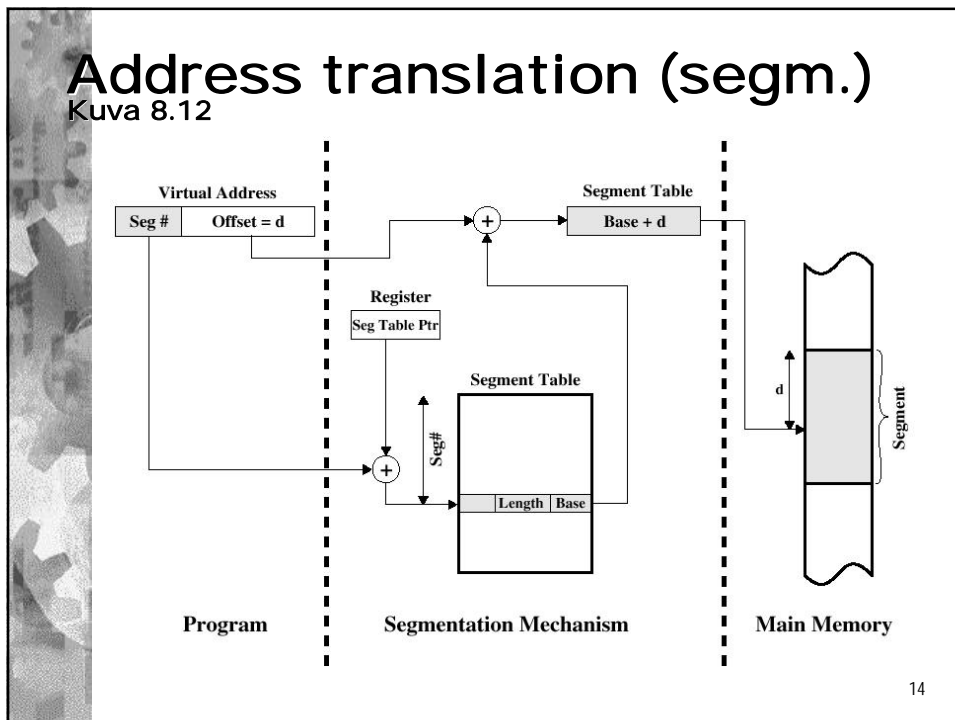 Address translation (segm.)
Kuva 8.12
Virtual Address
Seg #
Offset = d
+
Segment Table
Base + d
Register
Seg Table Ptr
Segment Table
Seg#
+
Length
Base
d
Segment
Program
Segmentation Mechanism
Main Memory
14